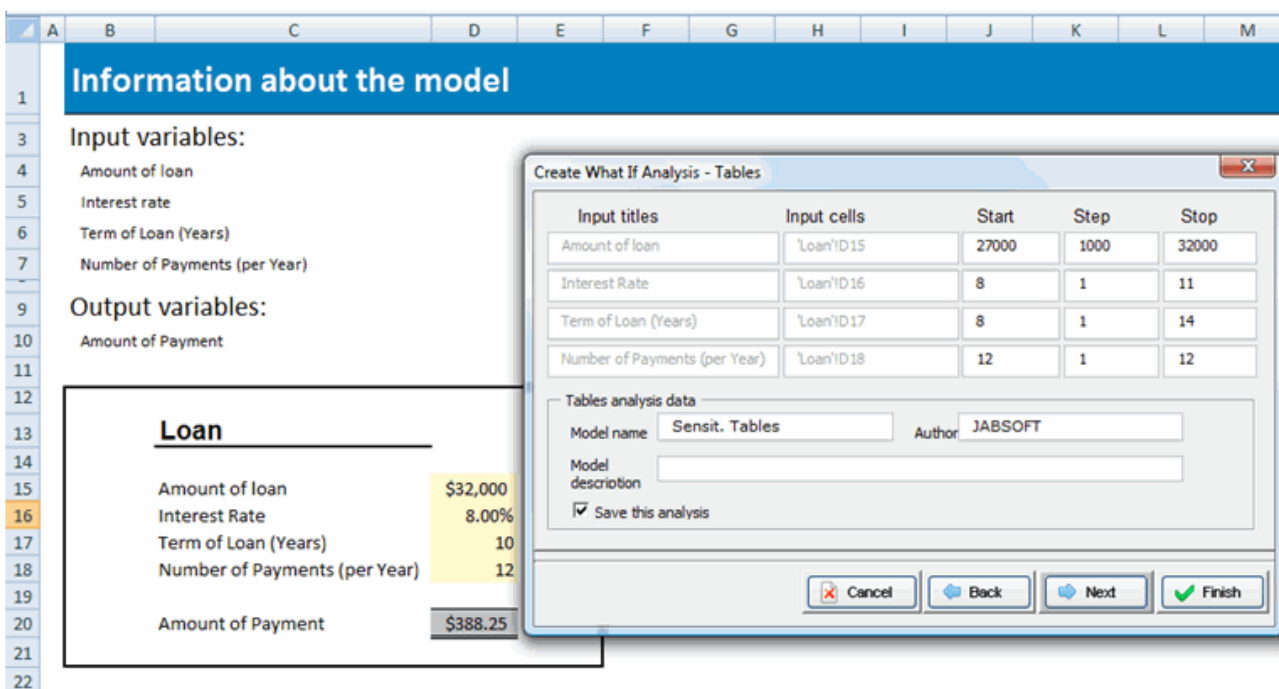 A B C D E F G H I J K L M
1 Information about the model
3 Input variables:
4 Amount of loan
5 Interest rate
6 Term of Loan (Years)
7 Number of Payments (per Year)
9 Output variables:
10 Amount of Payment
11
12
13 Loan
14
15 Amount of loan $32,000
16 Interest Rate 8.00%
17 Term of Loan (Years) 10
18 Number of Payments (per Year) 12
19
20 Amount of Payment $388.25
21
22
Create What If Analysis - Tables
Input titles Input cells Start Step Stop
Amount of loan 'Loan'!D15 27000 1000 32000
Interest Rate 'Loan'!D16 8 1 11
Term of Loan (Years) 'Loan'!D17 8 1 14
Number of Payments (per Year) 'Loan'!D18 12 1 12
Tables analysis data
Model name Sensit. Tables Author JABSOFT
Model
description
Save this analysis
Cancel Back Next Finish